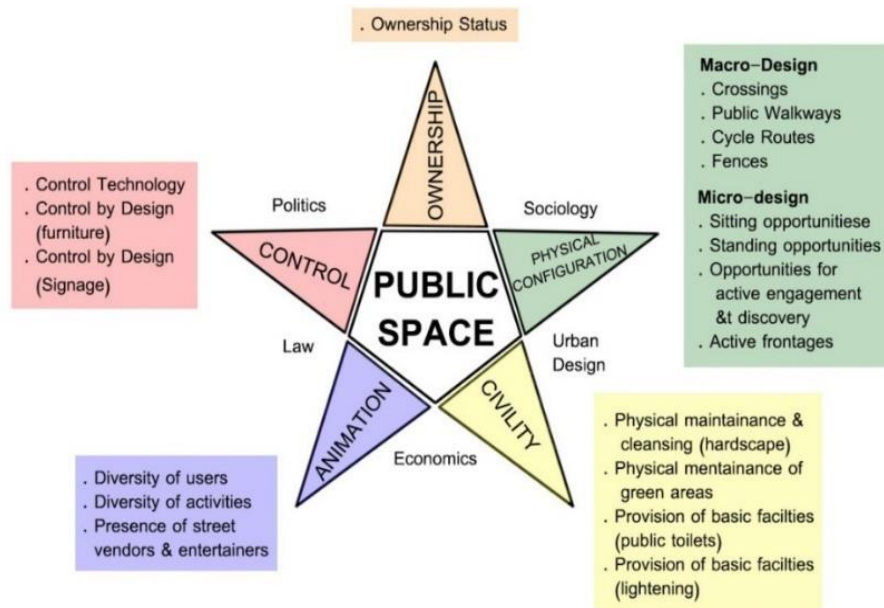 . Ownership Status
Macro-Design
. Crossings
. Public Walkways
. Cycle Routes
. Fences
Micro-design
. Sitting opportunitiese
. Standing opportunities
. Opportunities for
active engagement
&t discovery
. Active frontages
. Control Technology
. Control by Design
(furniture)
. Control by Design
(Signage)
Politics
Sociology
OWNERSHIP
CONTROL
PHYSICAL
CONFIGURATION
PUBLIC
SPACE
Law
Urban
Design
ANIMATION
CIVILITY
Economics
. Diversity of users
. Diversity of activities
. Presence of street
vendors & entertainers
. Physical maintainance &
cleansing (hardscape)
. Physical mentainance of
green areas
. Provision of basic facilties
(public toilets)
. Provision of basic facilties
(lightening)